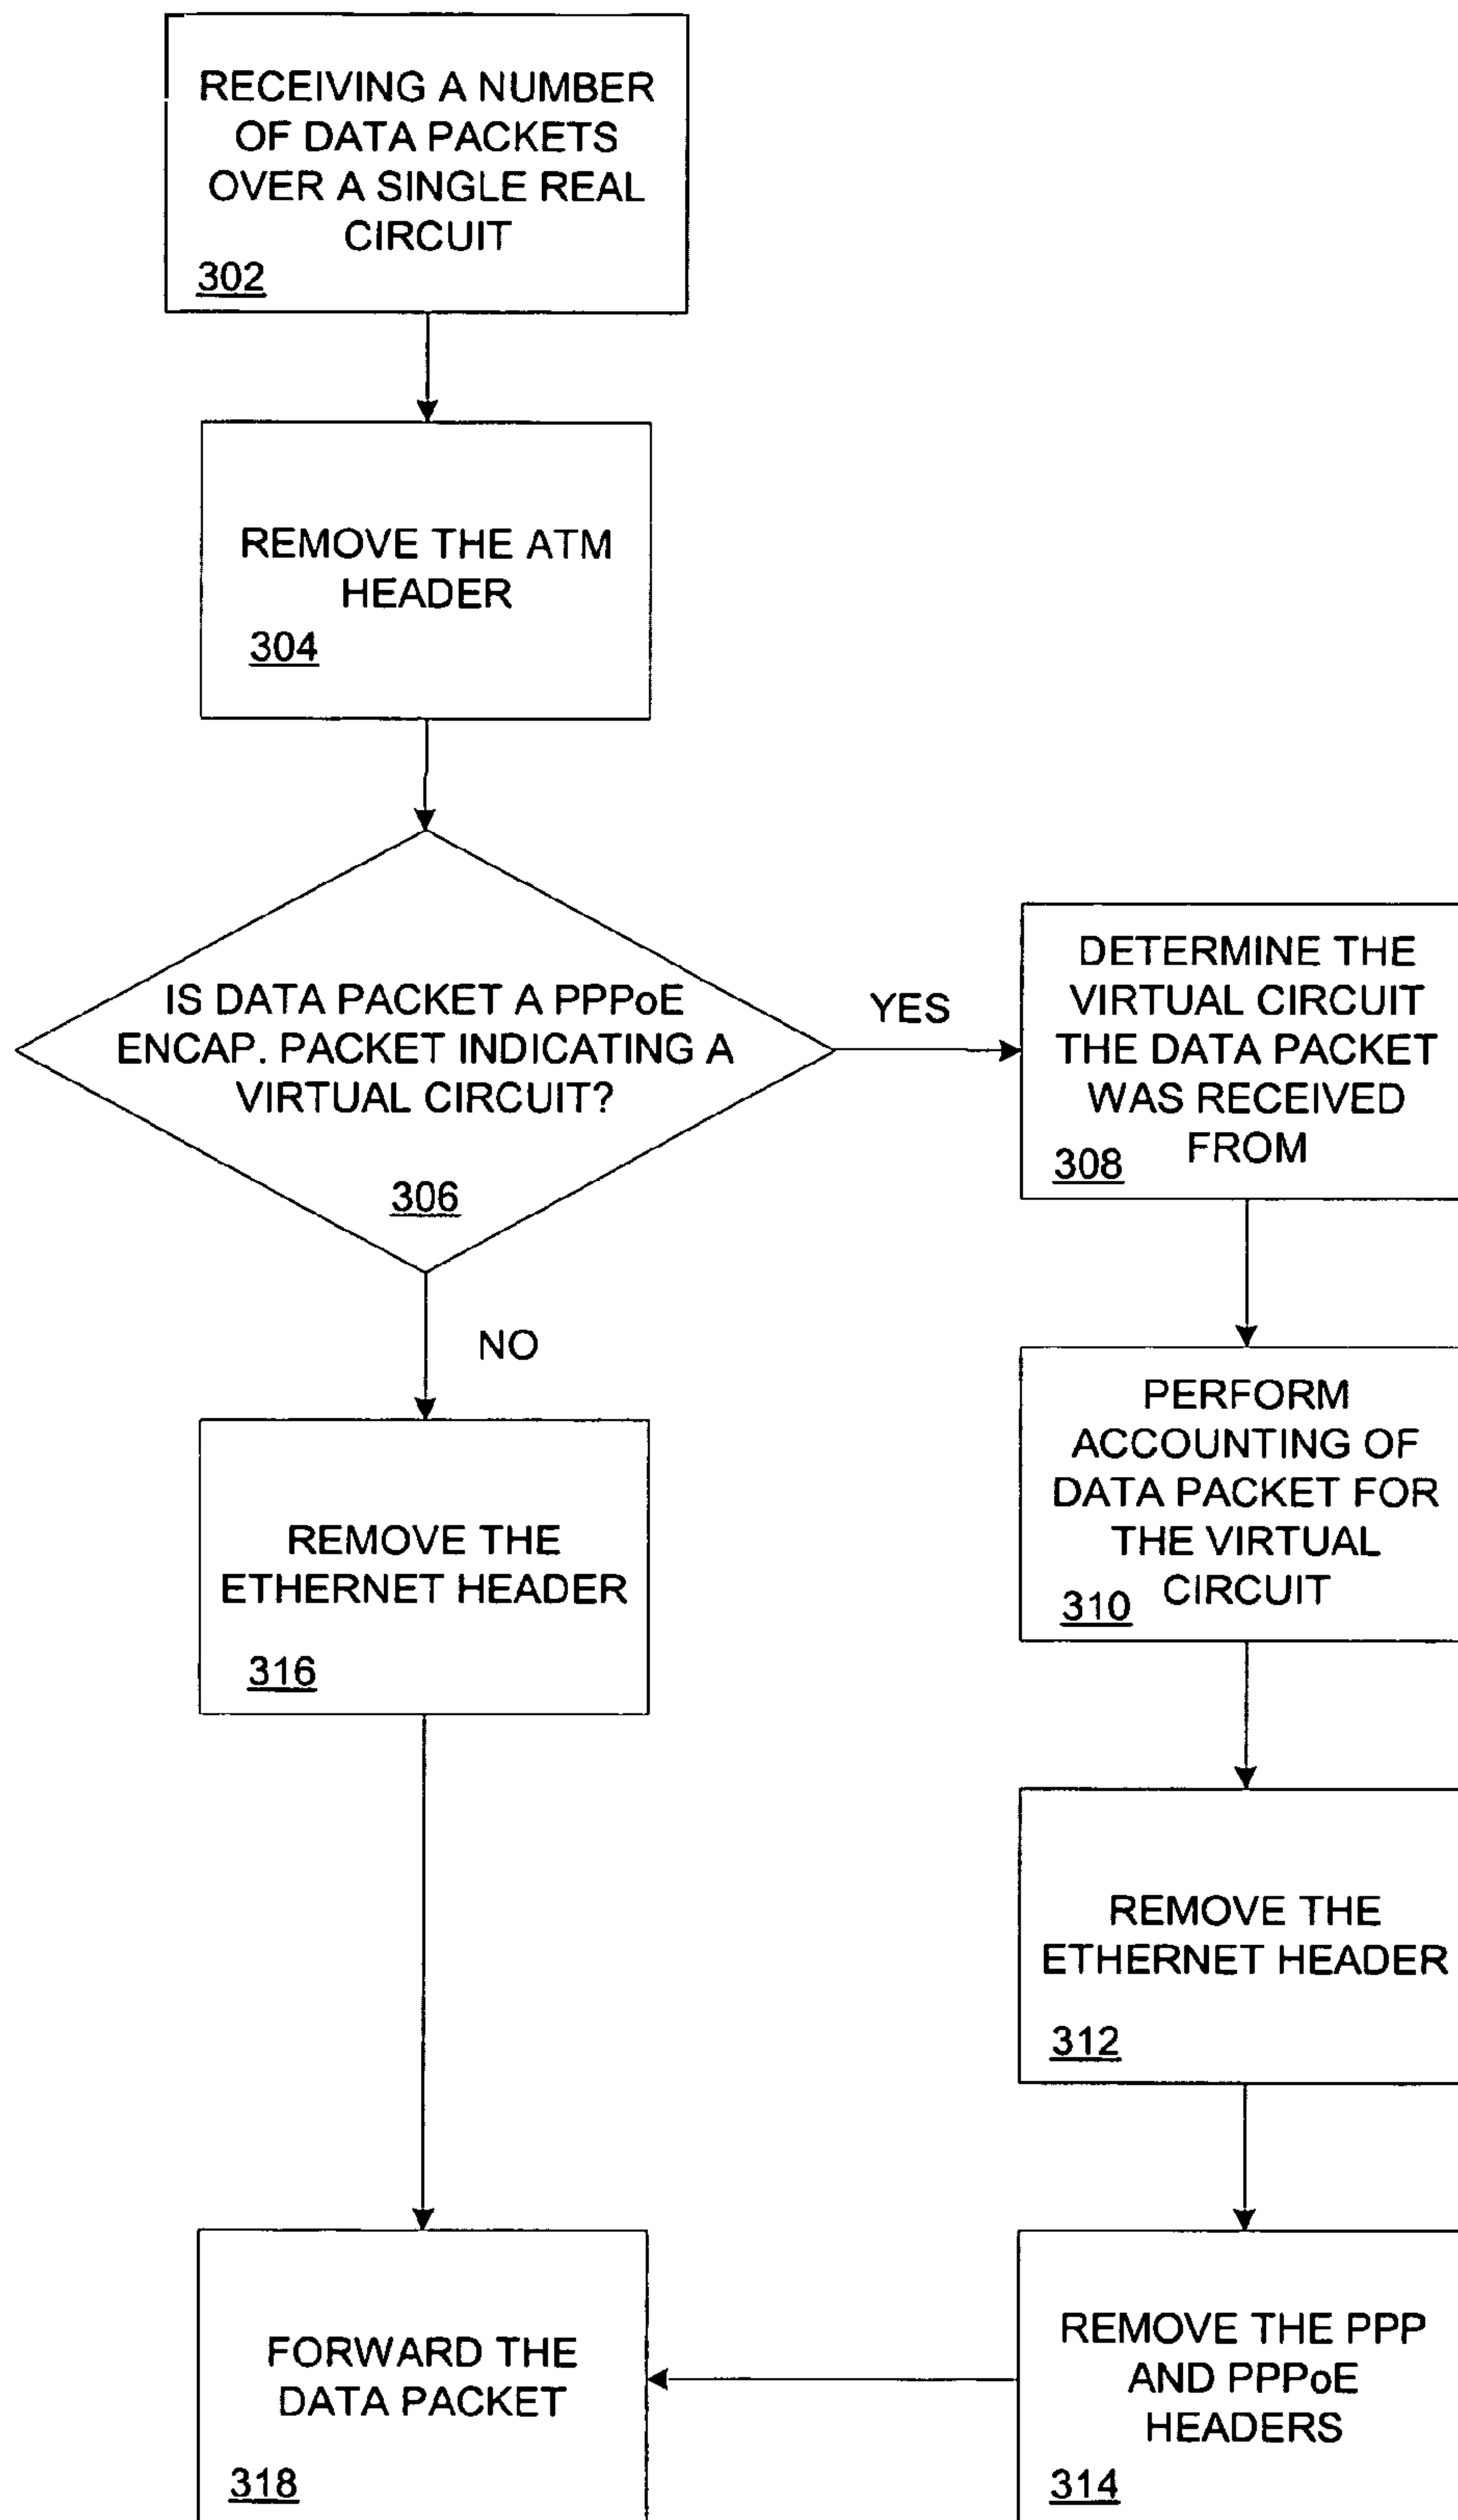 RECEIVING A NUMBER
OF DATA PACKETS
OVER A SINGLE REAL
CIRCUIT
302
REMOVE THE ATM
HEADER
304
IS DATA PACKET A PPPoE
ENCAP. PACKET INDICATING A
VIRTUAL CIRCUIT?
306
YES
DETERMINE THE
VIRTUAL CIRCUIT
THE DATA PACKET
WAS RECEIVED
FROM
308
NO
PERFORM
ACCOUNTING OF
DATA PACKET FOR
THE VIRTUAL
CIRCUIT
310
REMOVE THE
ETHERNET HEADER
316
REMOVE THE
ETHERNET HEADER
312
FORWARD THE
DATA PACKET
318
REMOVE THE PPP
AND PPPoE
HEADERS
314